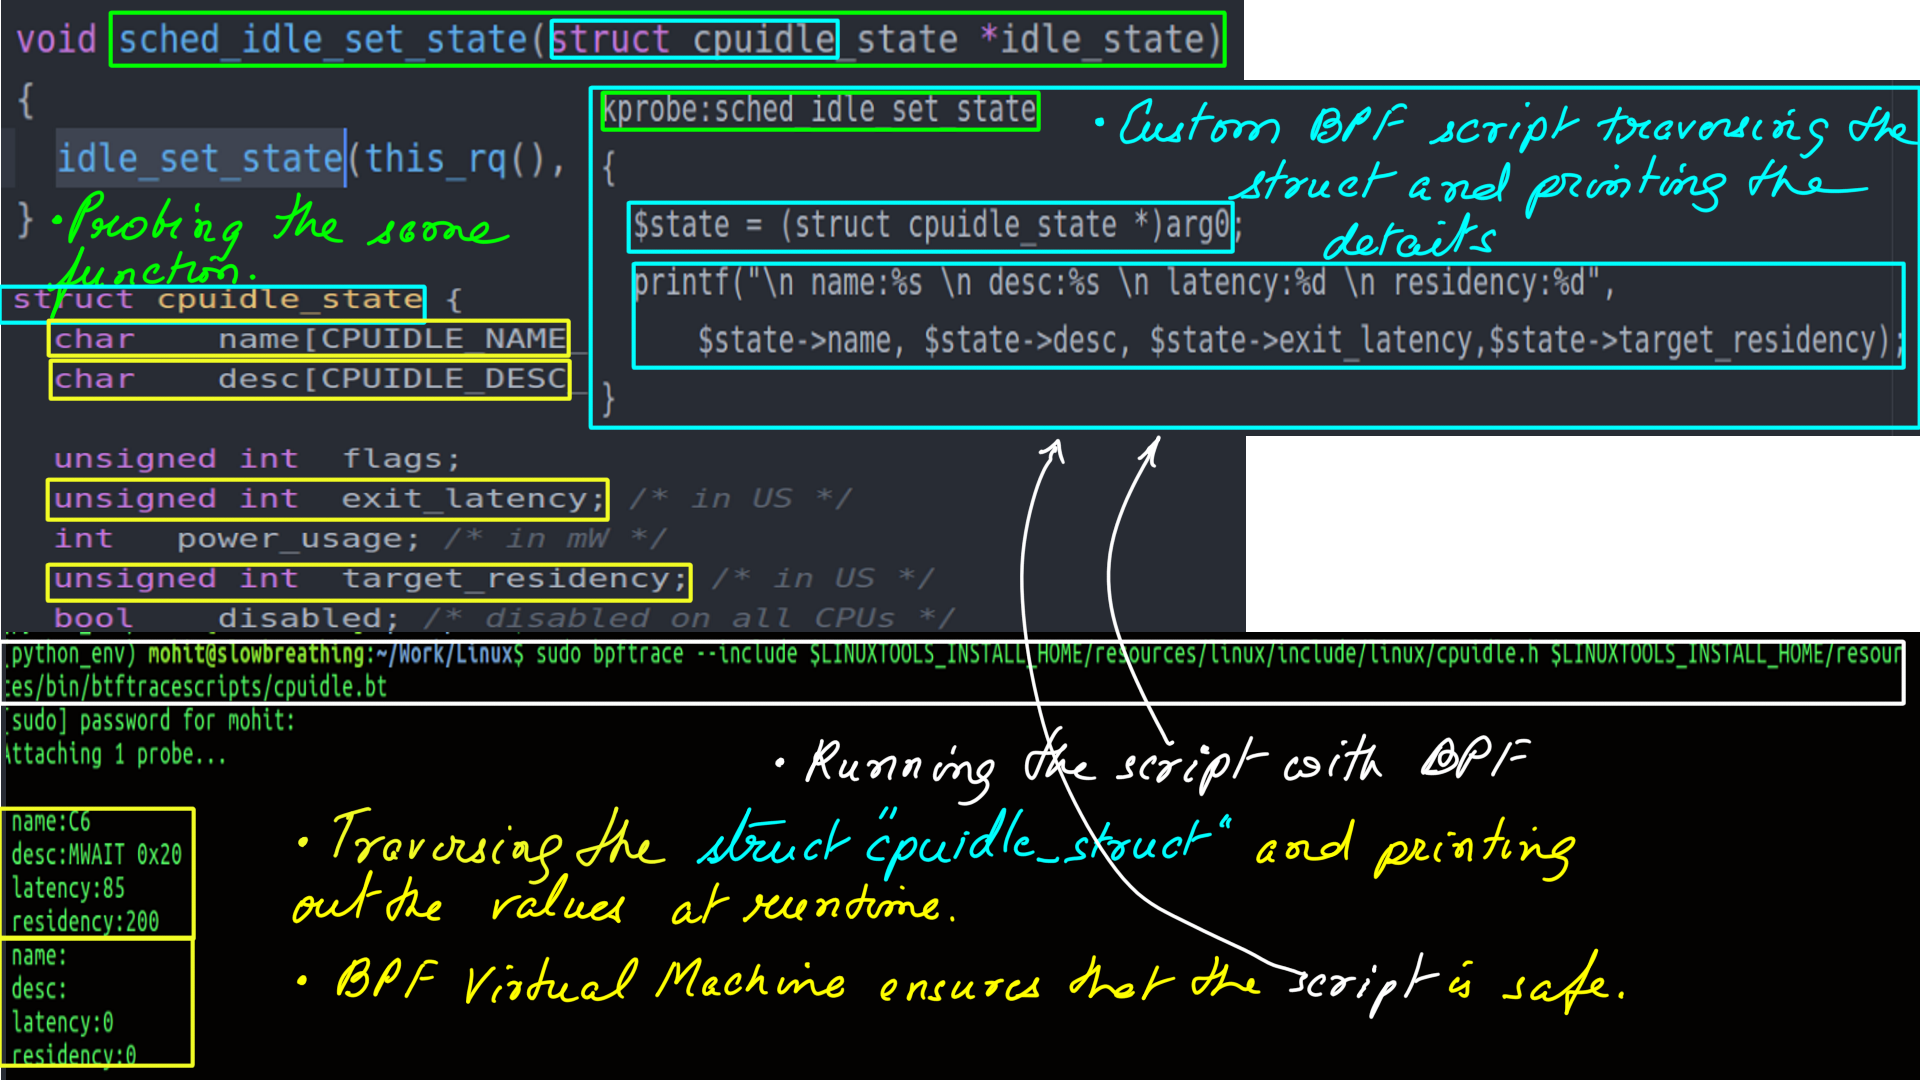 void sched_idle_set_state(struct cpuidle_state *idle_state)
{
idle_set_state(this_rq(),
}
• Probing the same
function.
kprobe:sched_idle_set_state
{
$state = (struct cpuidle_state *)arg0;
printf("\n name:%s \n desc:%s \n latency:%d \n residency:%d",
$state->name, $state->desc, $state->exit_latency,$state->target_residency);
}
• Custom BPF script traversing the
struct and printing the
details
struct cpuidle_state {
char name[CPUIDLE_NAME_
char desc[CPUIDLE_DESC_
unsigned int flags;
unsigned int exit_latency; /* in US */
int power_usage; /* in mW */
unsigned int target_residency; /* in US */
bool disabled; /* disabled on all CPUs */
(python_env) mohit@slowbreathing:~/Work/Linux$ sudo bpftrace --include $LINUXTOOLS_INSTALL_HOME/resources/linux/include/linux/cpuidle.h $LINUXTOOLS_INSTALL_HOME/resour
ces/bin/btftracescripts/cpuidle.bt
[sudo] password for mohit:
Attaching 1 probe...
• Running the script with BPF
name:C6
desc:MWAIT 0x20
latency:85
residency:200
name:
desc:
latency:0
residency:0
• Traversing the struct "cpuidle_struct" and printing
out the values at runtime.
• BPF Virtual Machine ensures that the script is safe.